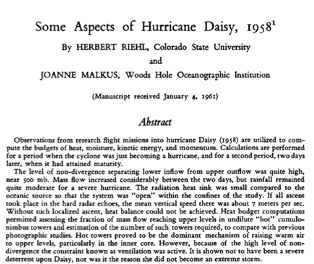 Some Aspects of Hurricane Daisy, 1958¹
By HERBERT RIEHL, Colorado State University
and
JOANNE MALKUS, Woods Hole Oceanographic Institution
(Manuscript received January 4, 1961)
Abstract
Observations from research flight missions into hurricane Daisy (1958) are utilized to com-
pute the budgets of heat, moisture, kinetic energy, and momentum. Calculations are performed
for a period when the cyclone was just becoming a hurricane, and for a second period, two days
later, when it had attained maturity.
The level of non-divergence separating lower inflow from upper outflow was quite high,
near 500 mb. Mass flow increased considerably between the two days, but rainfall remained
quite moderate for a severe hurricane. The radiation heat sink was small compared to the
oceanic source so that the system was "open" within the confines of the study. If all ascent
took place in the hard radar echoes, the mean vertical speed there was about 7 meters per sec.
Without such localized ascent, heat balance could not be achieved. Heat budget computations
permitted assessing the fraction of mass flow reaching upper levels in undilute "hot" cumulo-
nimbus towers and estimation of the number of such towers required, to compare with previous
photographic studies. Hot towers proved to be the dominant mechanism of raising warm air
to upper levels, particularly in the inner core. However, because of the high level of non-
divergence the constraint known as ventilation was active. It is shown not to have been a severe
deterrent upon Daisy, nor was it the reason she did not become an extreme storm.